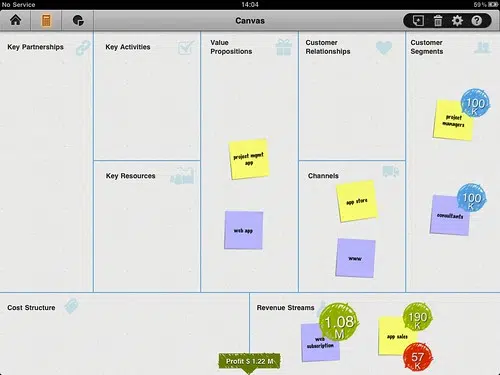 No Service
14:04
59%
Canvas
Key Partnerships
Key Activities
Value
Propositions
Customer
Relationships
Customer
Segments
100
K
project
managers
project mgmt
app
Key Resources
Channels
app store
100
K
consultants
web app
www
Cost Structure
Revenue Streams
1.08
M
web
subscription
190
K
app sales
57
K
Profit $ 1.22 M